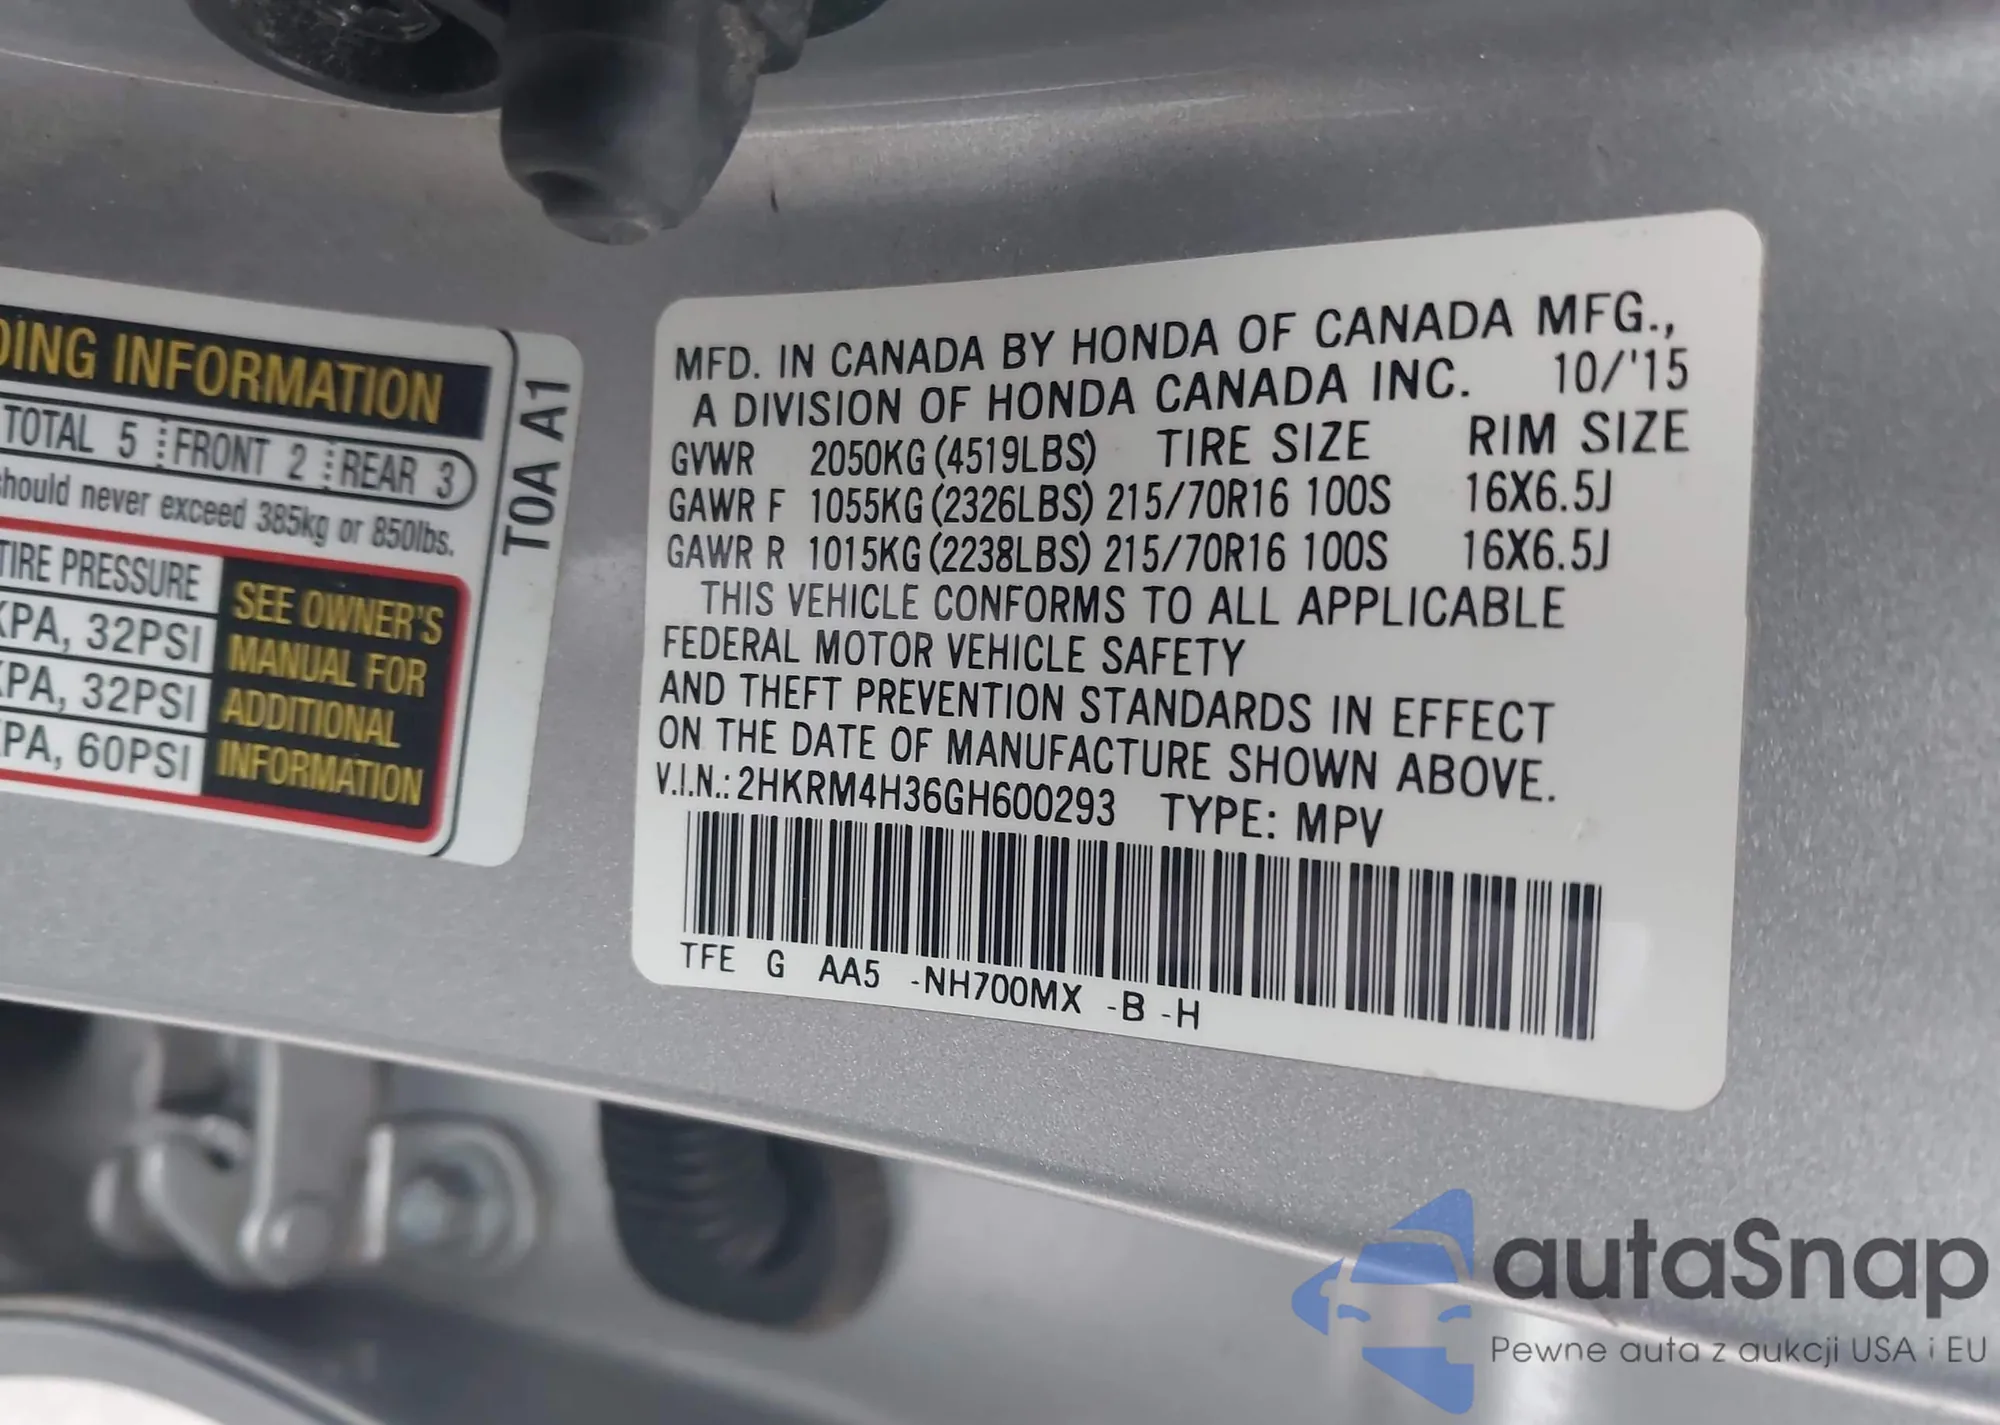 DING INFORMATION
TOTAL 5 FRONT 2 REAR 3
should never exceed 385kg or 850lbs.
TIRE PRESSURE
KPA, 32PSI
KPA, 32PSI
KPA, 60PSI
SEE OWNER'S
MANUAL FOR
ADDITIONAL
INFORMATION
T0A A1
MFD. IN CANADA BY HONDA OF CANADA MFG.,
A DIVISION OF HONDA CANADA INC. 10/'15
GVWR 2050KG (4519LBS) TIRE SIZE RIM SIZE
GAWR F 1055KG (2326LBS) 215/70R16 100S 16X6.5J
GAWR R 1015KG (2238LBS) 215/70R16 100S 16X6.5J
THIS VEHICLE CONFORMS TO ALL APPLICABLE
FEDERAL MOTOR VEHICLE SAFETY
AND THEFT PREVENTION STANDARDS IN EFFECT
ON THE DATE OF MANUFACTURE SHOWN ABOVE.
V.I.N.: 2HKRM4H36GH600293 TYPE: MPV
TFE G AA5 -NH700MX -B -H
autaSnap
Pewne auta z aukcji USA i EU